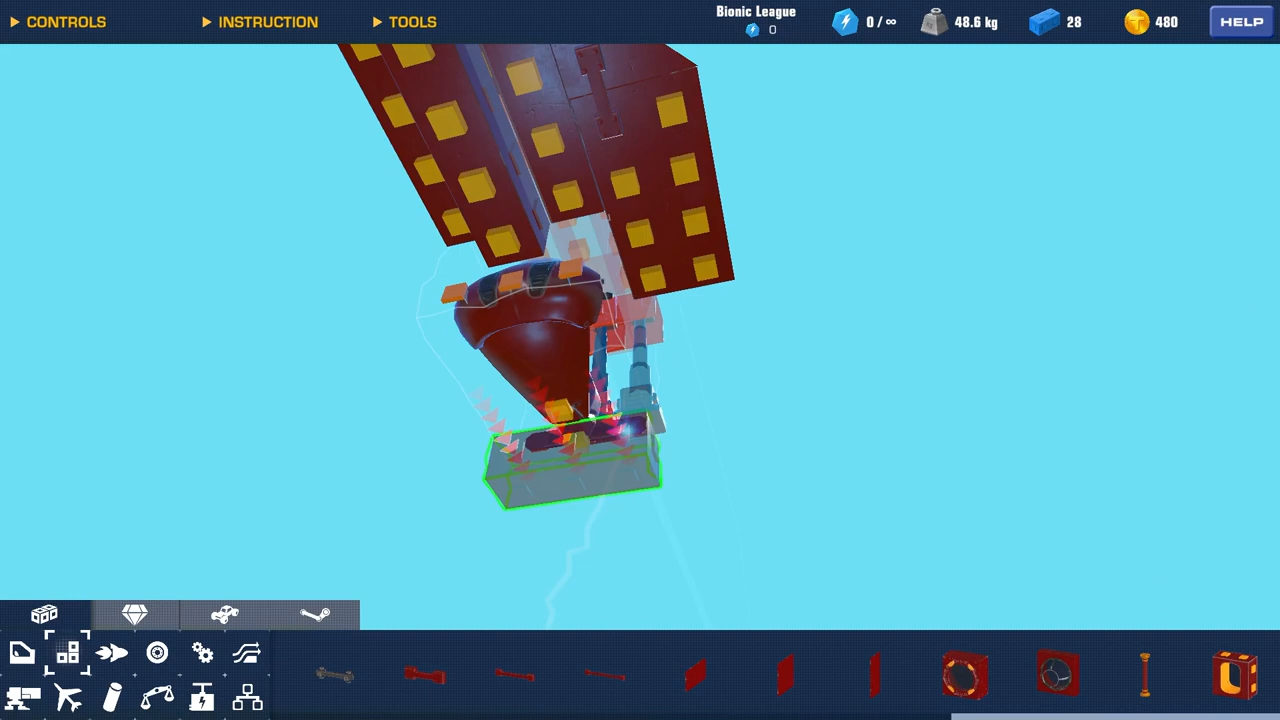 CONTROLS
INSTRUCTION
TOOLS
Bionic League
0
0 / ∞
48.6 kg
28
480
HELP